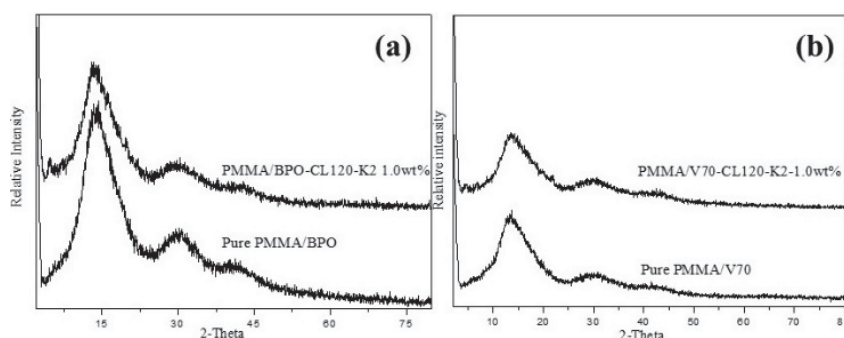 (a)
Relative Intensity
PMMA/BPO-CL120-K2 1.0wt%
Pure PMMA/BPO
15 30 45 60 75
2-Theta
(b)
Relative intensity
PMMA/V70-CL120-K2-1.0wt%
Pure PMMA/V70
10 20 30 40 50 60 70 80
2-Theta